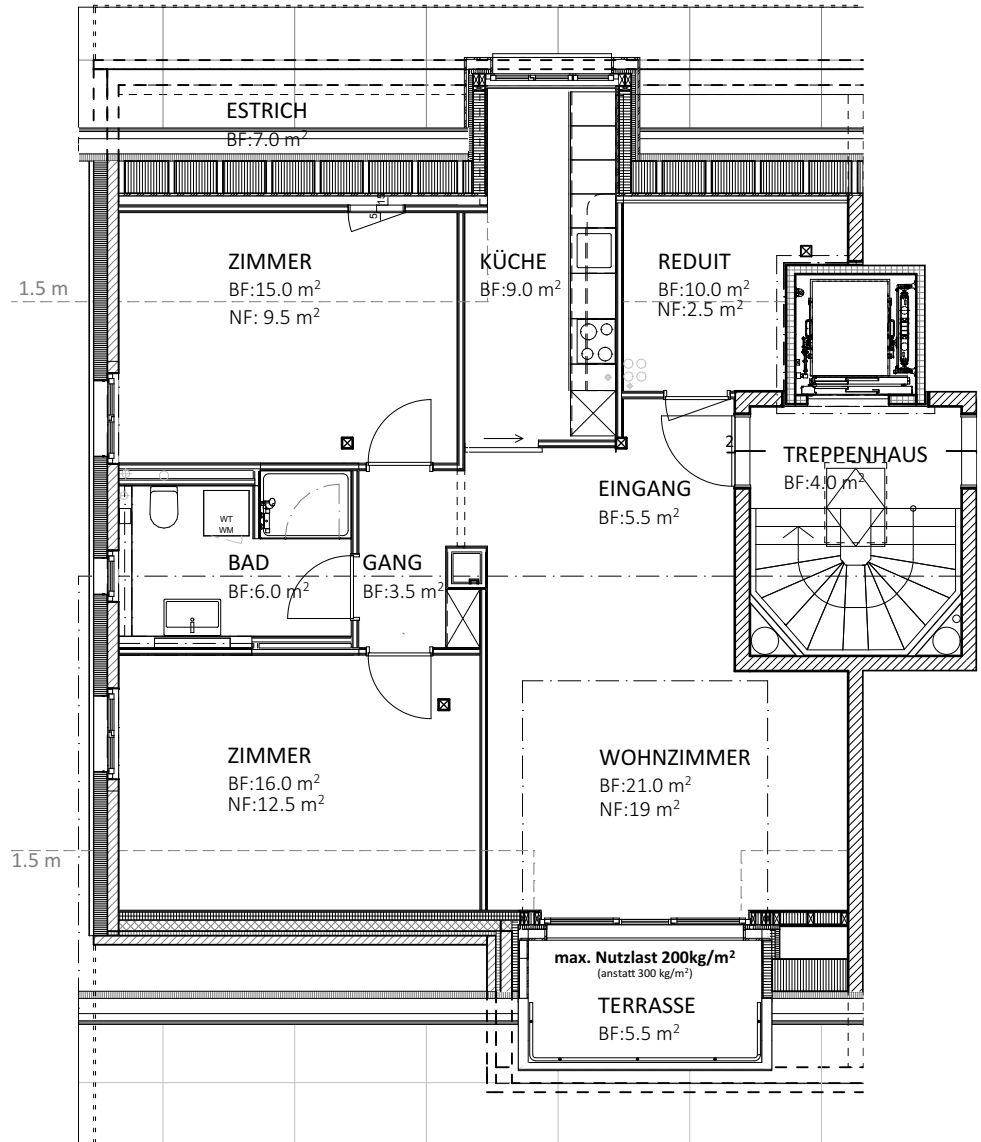 ESTRICH
BF:7.0 m²
5
15
ZIMMER
BF:15.0 m²
NF: 9.5 m²
KÜCHE
BF:9.0 m²
REDUIT
BF:10.0 m²
NF:2.5 m²
1.5 m
2
TREPPENHAUS
BF:4.0 m²
EINGANG
BF:5.5 m²
WT
WM
BAD
BF:6.0 m²
GANG
BF:3.5 m²
ZIMMER
BF:16.0 m²
NF:12.5 m²
WOHNZIMMER
BF:21.0 m²
NF:19 m²
1.5 m
max. Nutzlast 200kg/m²
(anstatt 300 kg/m²)
TERRASSE
BF:5.5 m²